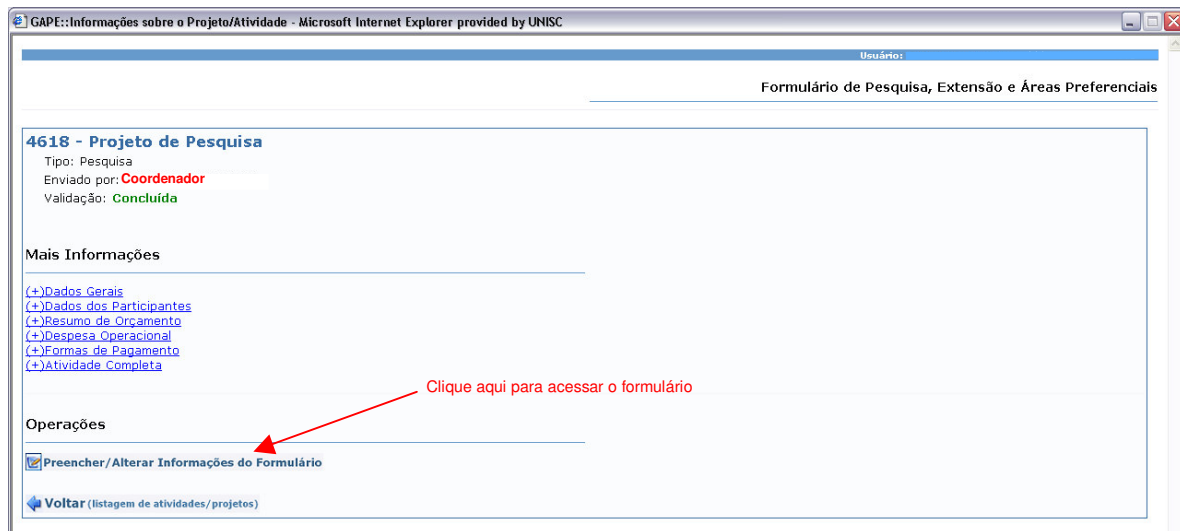 GAPE::Informações sobre o Projeto/Atividade - Microsoft Internet Explorer provided by UNISC
Usuário:
Formulário de Pesquisa, Extensão e Áreas Preferenciais
4618 - Projeto de Pesquisa
Tipo: Pesquisa
Enviado por: Coordenador
Validação: Concluída
Mais Informações
(+)Dados Gerais
(+)Dados dos Participantes
(+)Resumo de Orçamento
(+)Despesa Operacional
(+)Formas de Pagamento
(+)Atividade Completa
Clique aqui para acessar o formulário
Operações
Preencher/Alterar Informações do Formulário
Voltar (listagem de atividades/projetos)